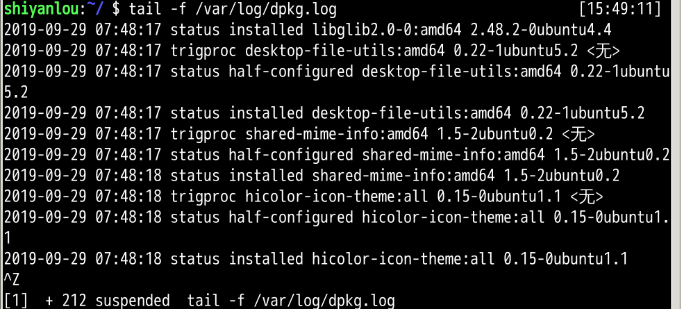 shiyanlou:~/ $ tail -f /var/log/dpkg.log [15:49:11]
2019-09-29 07:48:17 status installed libglib2.0-0:amd64 2.48.2-0ubuntu4.4
2019-09-29 07:48:17 trigproc desktop-file-utils:amd64 0.22-1ubuntu5.2 <无>
2019-09-29 07:48:17 status half-configured desktop-file-utils:amd64 0.22-1ubuntu
5.2
2019-09-29 07:48:17 status installed desktop-file-utils:amd64 0.22-1ubuntu5.2
2019-09-29 07:48:17 trigproc shared-mime-info:amd64 1.5-2ubuntu0.2 <无>
2019-09-29 07:48:17 status half-configured shared-mime-info:amd64 1.5-2ubuntu0.2
2019-09-29 07:48:18 status installed shared-mime-info:amd64 1.5-2ubuntu0.2
2019-09-29 07:48:18 trigproc hicolor-icon-theme:all 0.15-0ubuntu1.1 <无>
2019-09-29 07:48:18 status half-configured hicolor-icon-theme:all 0.15-0ubuntu1.
1
2019-09-29 07:48:18 status installed hicolor-icon-theme:all 0.15-0ubuntu1.1
^Z
[1]  + 212 suspended  tail -f /var/log/dpkg.log